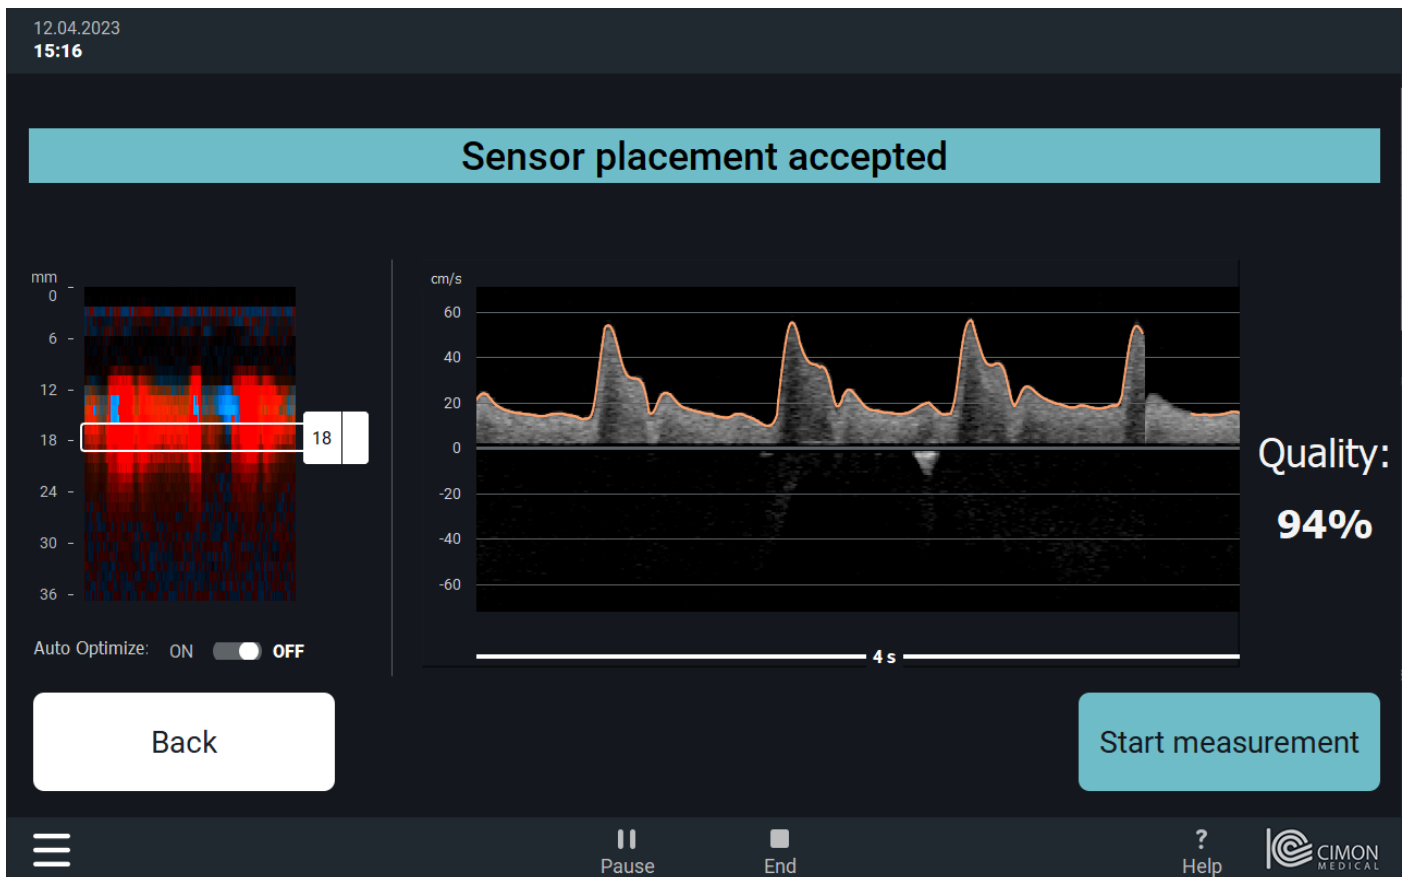 12.04.2023
15:16
Sensor placement accepted
mm
0
6
12
18
24
30
36
18
Auto Optimize: ON OFF
cm/s
60
40
20
0
-20
-40
-60
4 s
Quality:
94%
Back
Start measurement
Pause
End
?
Help
CIMON
MEDICAL